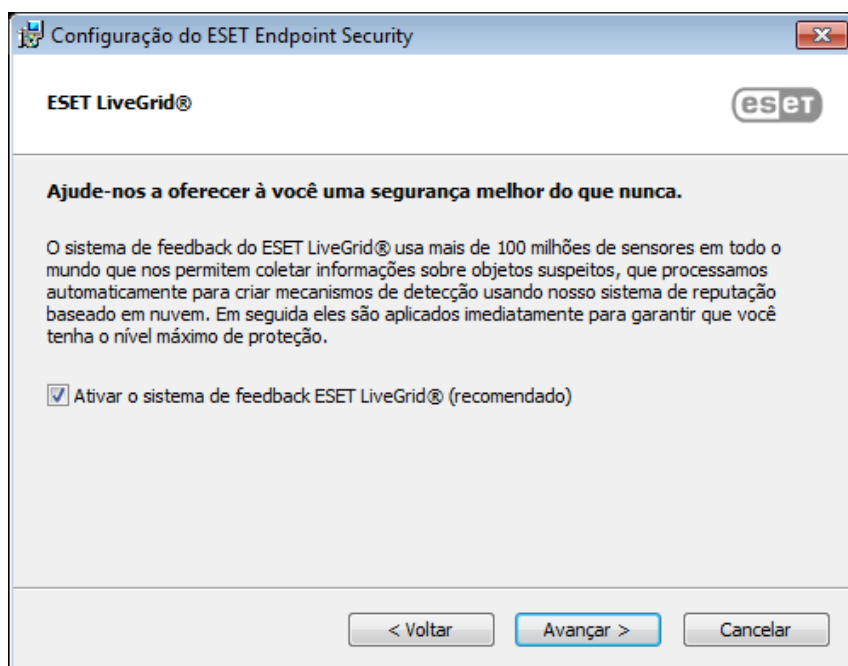 Configuração do ESET Endpoint Security
ESET LiveGrid®
eseT
Ajude-nos a oferecer à você uma segurança melhor do que nunca.
O sistema de feedback do ESET LiveGrid® usa mais de 100 milhões de sensores em todo o
mundo que nos permitem coletar informações sobre objetos suspeitos, que processamos
automaticamente para criar mecanismos de detecção usando nosso sistema de reputação
baseado em nuvem. Em seguida eles são aplicados imediatamente para garantir que você
tenha o nível máximo de proteção.
Ativar o sistema de feedback ESET LiveGrid® (recomendado)
< Voltar
Avançar >
Cancelar